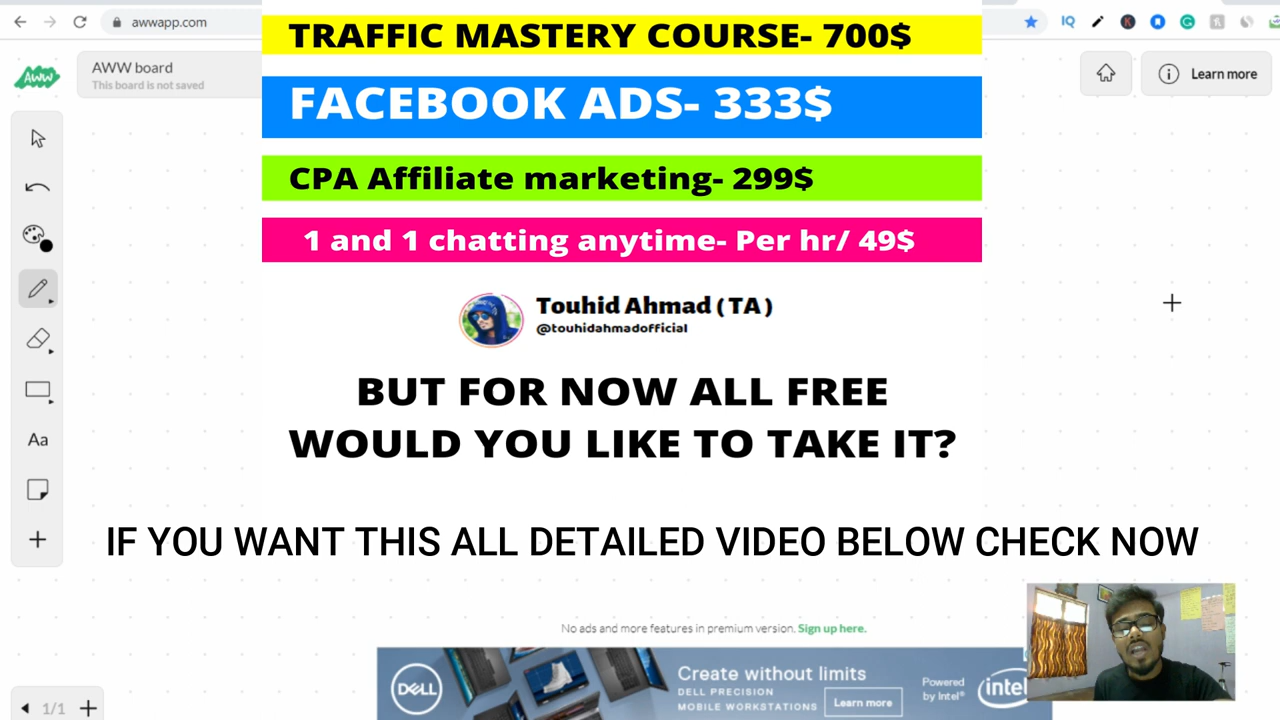 awwapp.com
TRAFFIC MASTERY COURSE- 700$
IQ
AWW
AWW board
This board is not saved
Learn more
FACEBOOK ADS- 333$
CPA Affiliate marketing- 299$
1 and 1 chatting anytime- Per hr/ 49$
Touhid Ahmad ( TA )
@touhidahmadofficial
BUT FOR NOW ALL FREE
WOULD YOU LIKE TO TAKE IT?
Aa
IF YOU WANT THIS ALL DETAILED VIDEO BELOW CHECK NOW
No ads and more features in premium version. Sign up here.
DELL
Create without limits
DELL PRECISION
MOBILE WORKSTATIONS
Learn more
Powered
by Intel®
intel
1/1